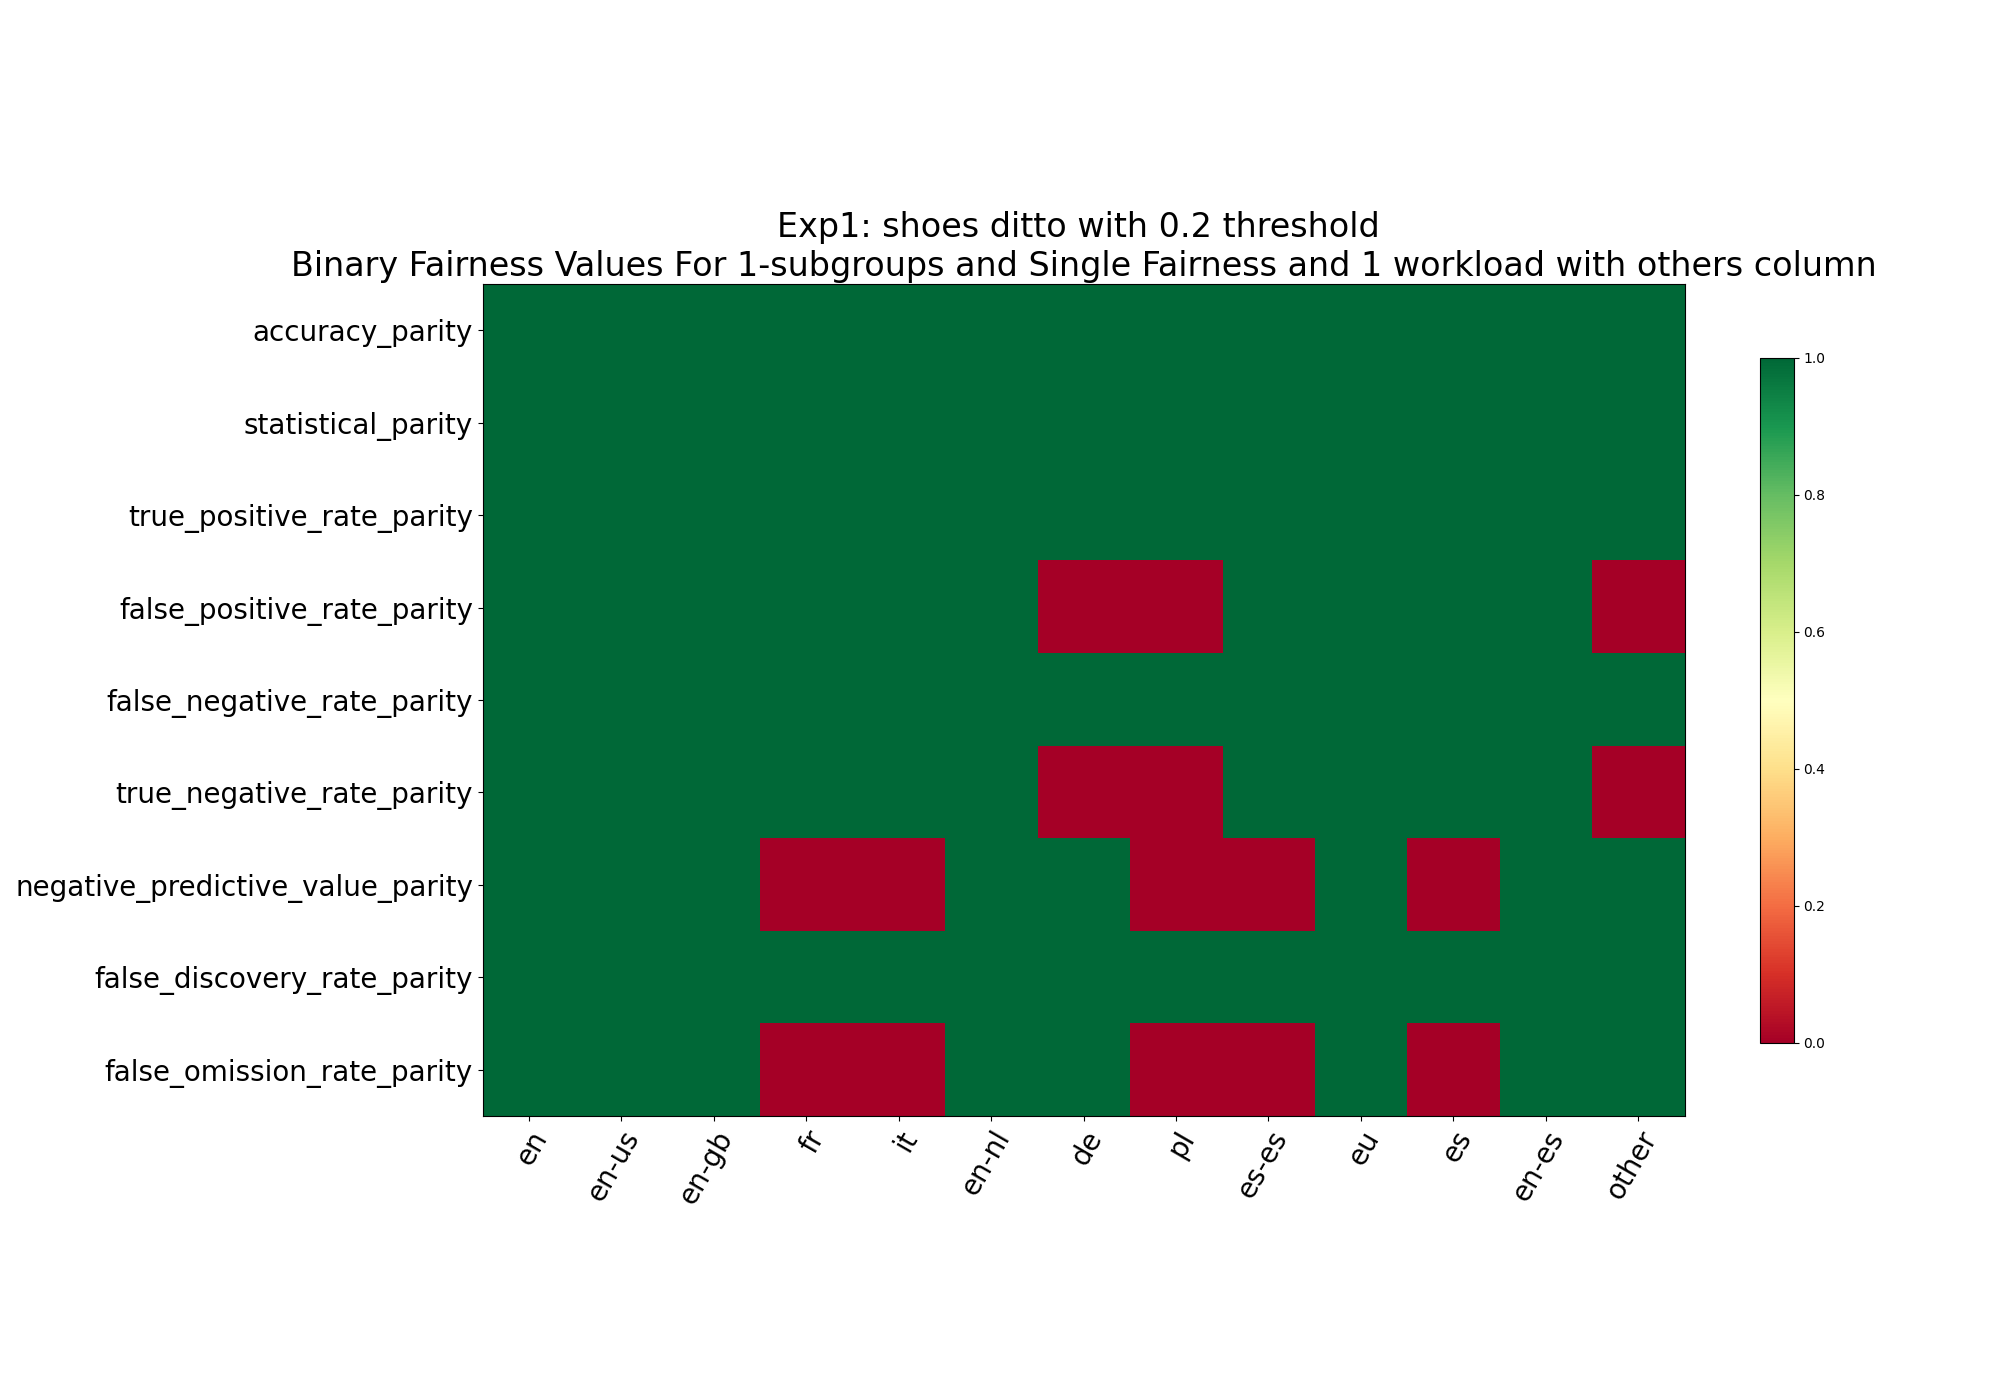 Exp1: shoes ditto with 0.2 threshold
Binary Fairness Values For 1-subgroups and Single Fairness and 1 workload with others column
accuracy_parity
statistical_parity
true_positive_rate_parity
false_positive_rate_parity
false_negative_rate_parity
true_negative_rate_parity
negative_predictive_value_parity
false_discovery_rate_parity
false_omission_rate_parity
en
en-us
en-gb
fr
it
en-nl
de
pl
es-es
eu
es
en-es
other
1.0
0.8
0.6
0.4
0.2
0.0